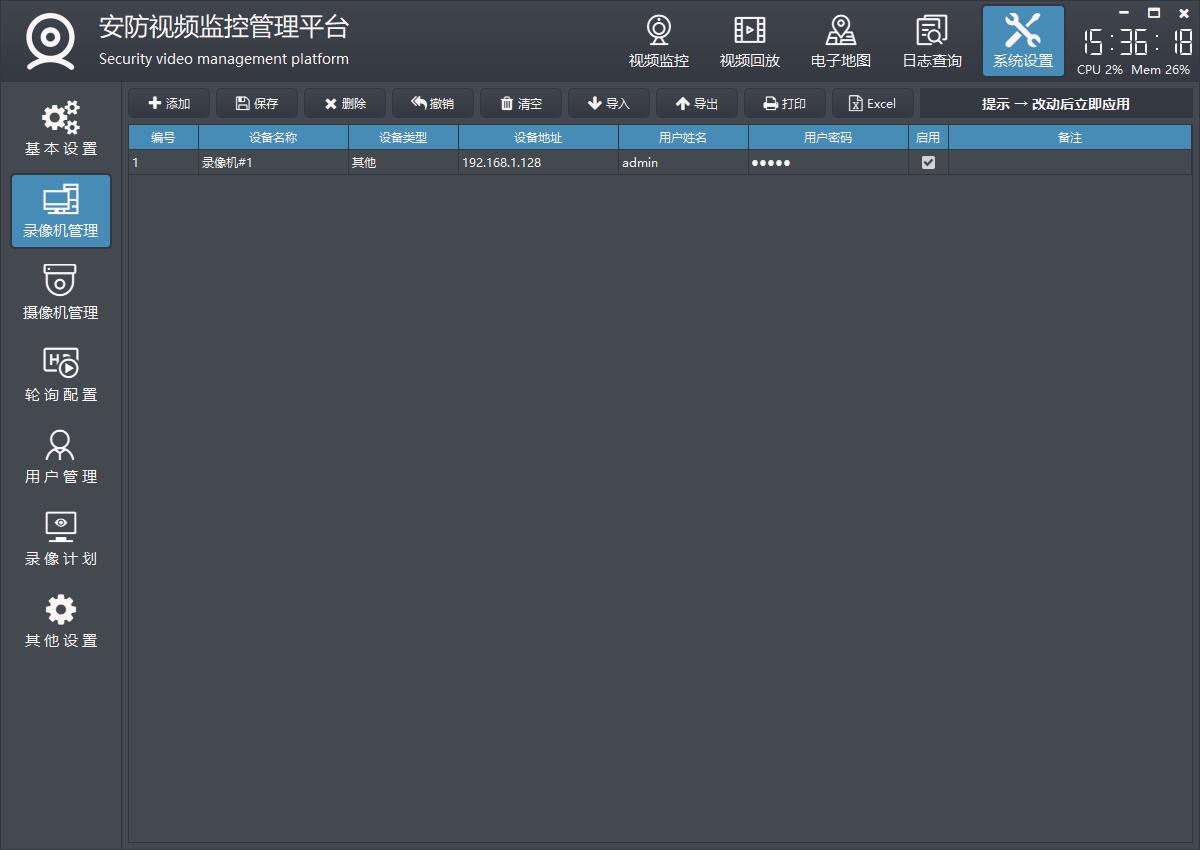 安防视频监控管理平台
Security video management platform
视频监控 视频回放 电子地图 日志查询 系统设置
15:36:18
CPU 2% Mem 26%
添加 保存 删除 撤销 清空 导入 导出 打印 Excel 提示 → 改动后立即应用
编号 设备名称 设备类型 设备地址 用户姓名 用户密码 启用 备注
1 录像机#1 其他 192.168.1.128 admin ●●●●●
基本设置
录像机管理
摄像机管理
HD
轮询配置
用户管理
录像计划
其他设置